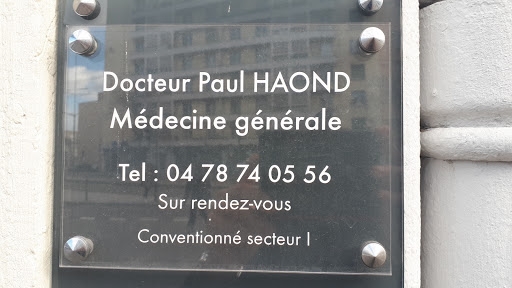 Docteur Paul HAOND
Médecine générale
Tel : 04 78 74 05 56
Sur rendez-vous
Conventionné secteur I